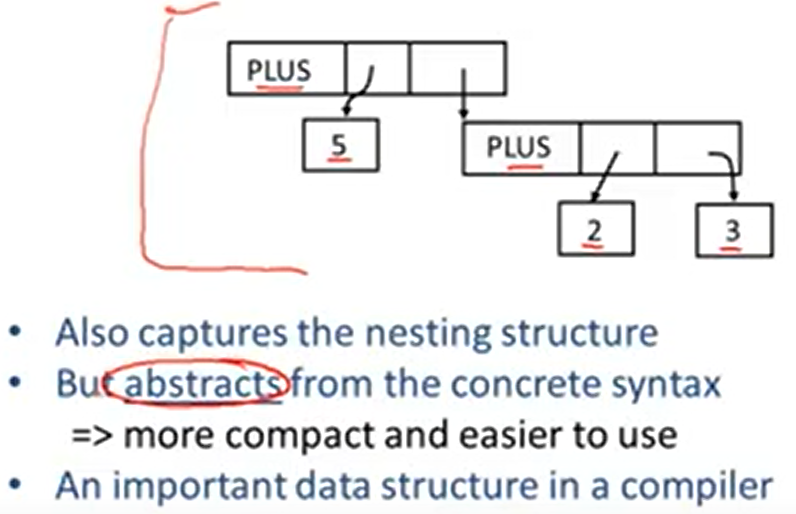 PLUS
5
PLUS
2
3
• Also captures the nesting structure
• But abstracts from the concrete syntax
=> more compact and easier to use
• An important data structure in a compiler